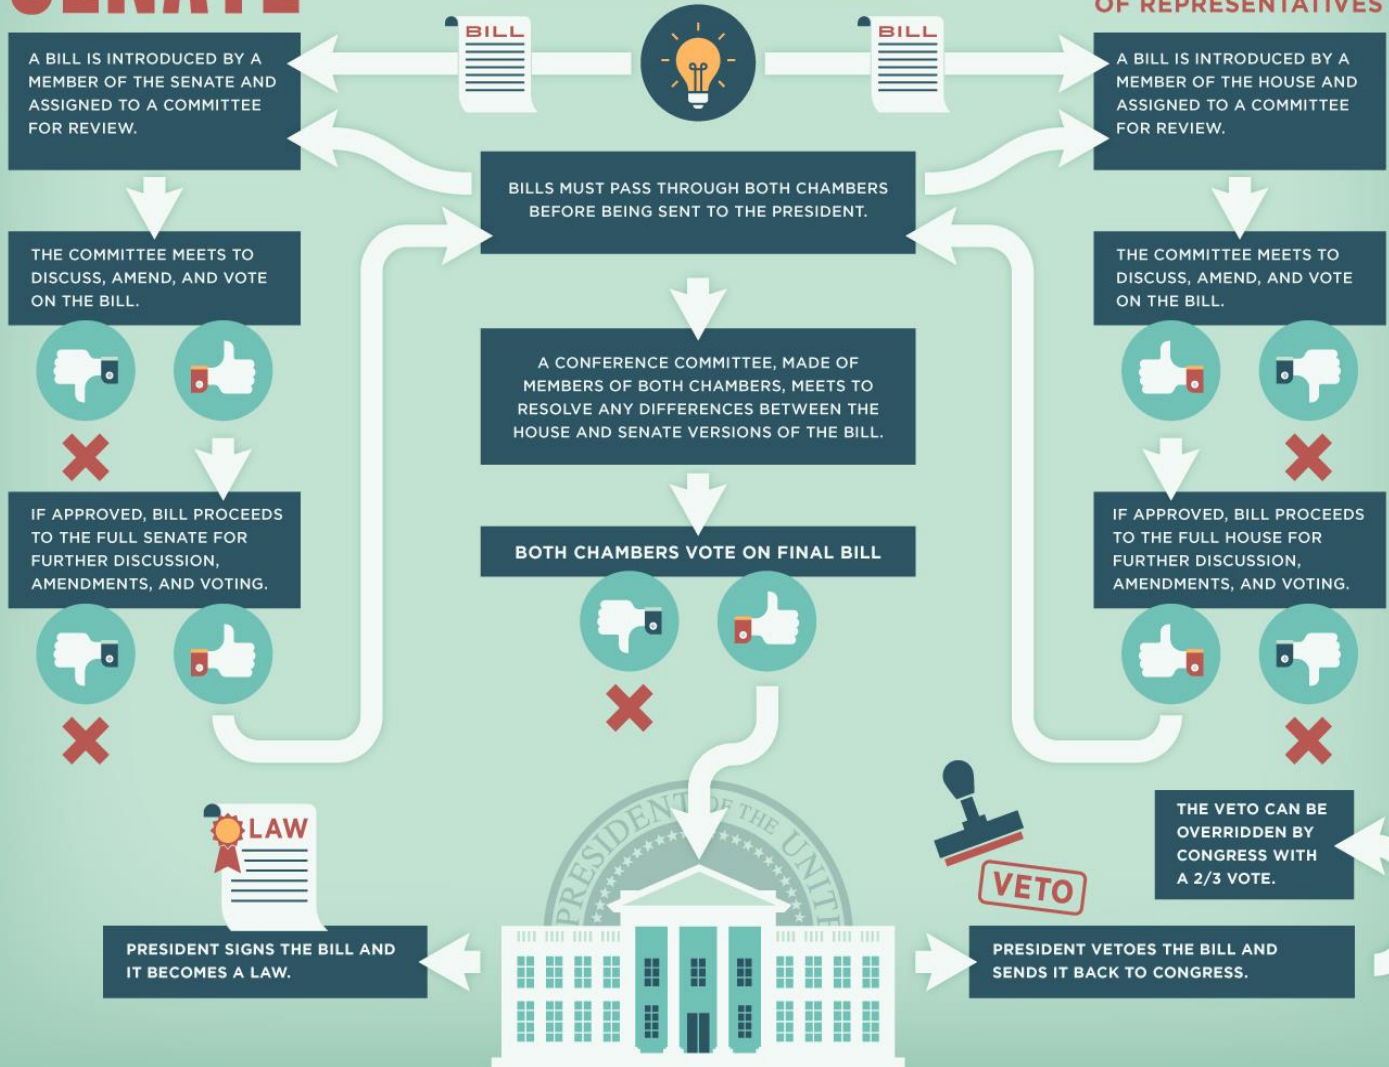 SENATE
OF REPRESENTATIVES
BILL
BILL
A BILL IS INTRODUCED BY A
MEMBER OF THE SENATE AND
ASSIGNED TO A COMMITTEE
FOR REVIEW.
A BILL IS INTRODUCED BY A
MEMBER OF THE HOUSE AND
ASSIGNED TO A COMMITTEE
FOR REVIEW.
BILLS MUST PASS THROUGH BOTH CHAMBERS
BEFORE BEING SENT TO THE PRESIDENT.
THE COMMITTEE MEETS TO
DISCUSS, AMEND, AND VOTE
ON THE BILL.
THE COMMITTEE MEETS TO
DISCUSS, AMEND, AND VOTE
ON THE BILL.
A CONFERENCE COMMITTEE, MADE OF
MEMBERS OF BOTH CHAMBERS, MEETS TO
RESOLVE ANY DIFFERENCES BETWEEN THE
HOUSE AND SENATE VERSIONS OF THE BILL.
IF APPROVED, BILL PROCEEDS
TO THE FULL SENATE FOR
FURTHER DISCUSSION,
AMENDMENTS, AND VOTING.
IF APPROVED, BILL PROCEEDS
TO THE FULL HOUSE FOR
FURTHER DISCUSSION,
AMENDMENTS, AND VOTING.
BOTH CHAMBERS VOTE ON FINAL BILL
LAW
PRESIDENT OF THE UNITE
VETO
THE VETO CAN BE
OVERRIDDEN BY
CONGRESS WITH
A 2/3 VOTE.
PRESIDENT SIGNS THE BILL AND
IT BECOMES A LAW.
PRESIDENT VETOES THE BILL AND
SENDS IT BACK TO CONGRESS.